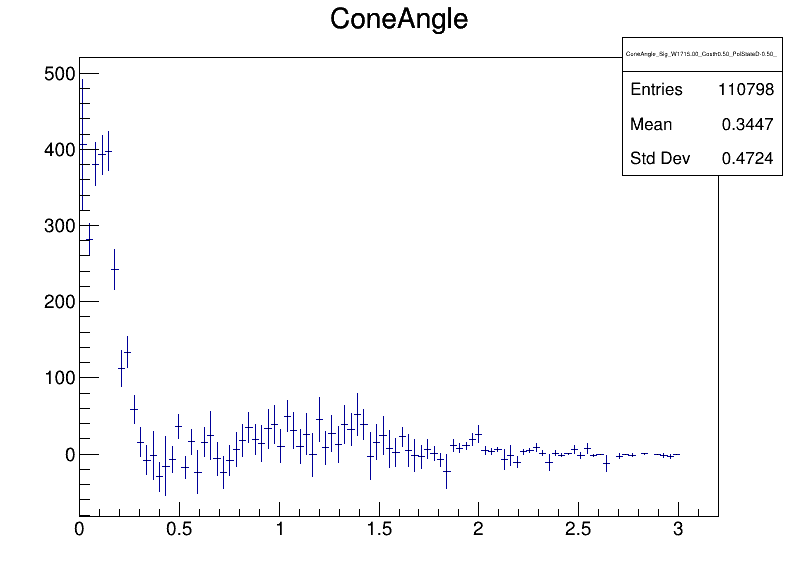 ConeAngle
ConeAngle_Sig_W1715.00_Costh0.50_PolStateD-0.50_
Entries 110798
Mean 0.3447
Std Dev 0.4724
500
400
300
200
100
0
0 0.5 1 1.5 2 2.5 3